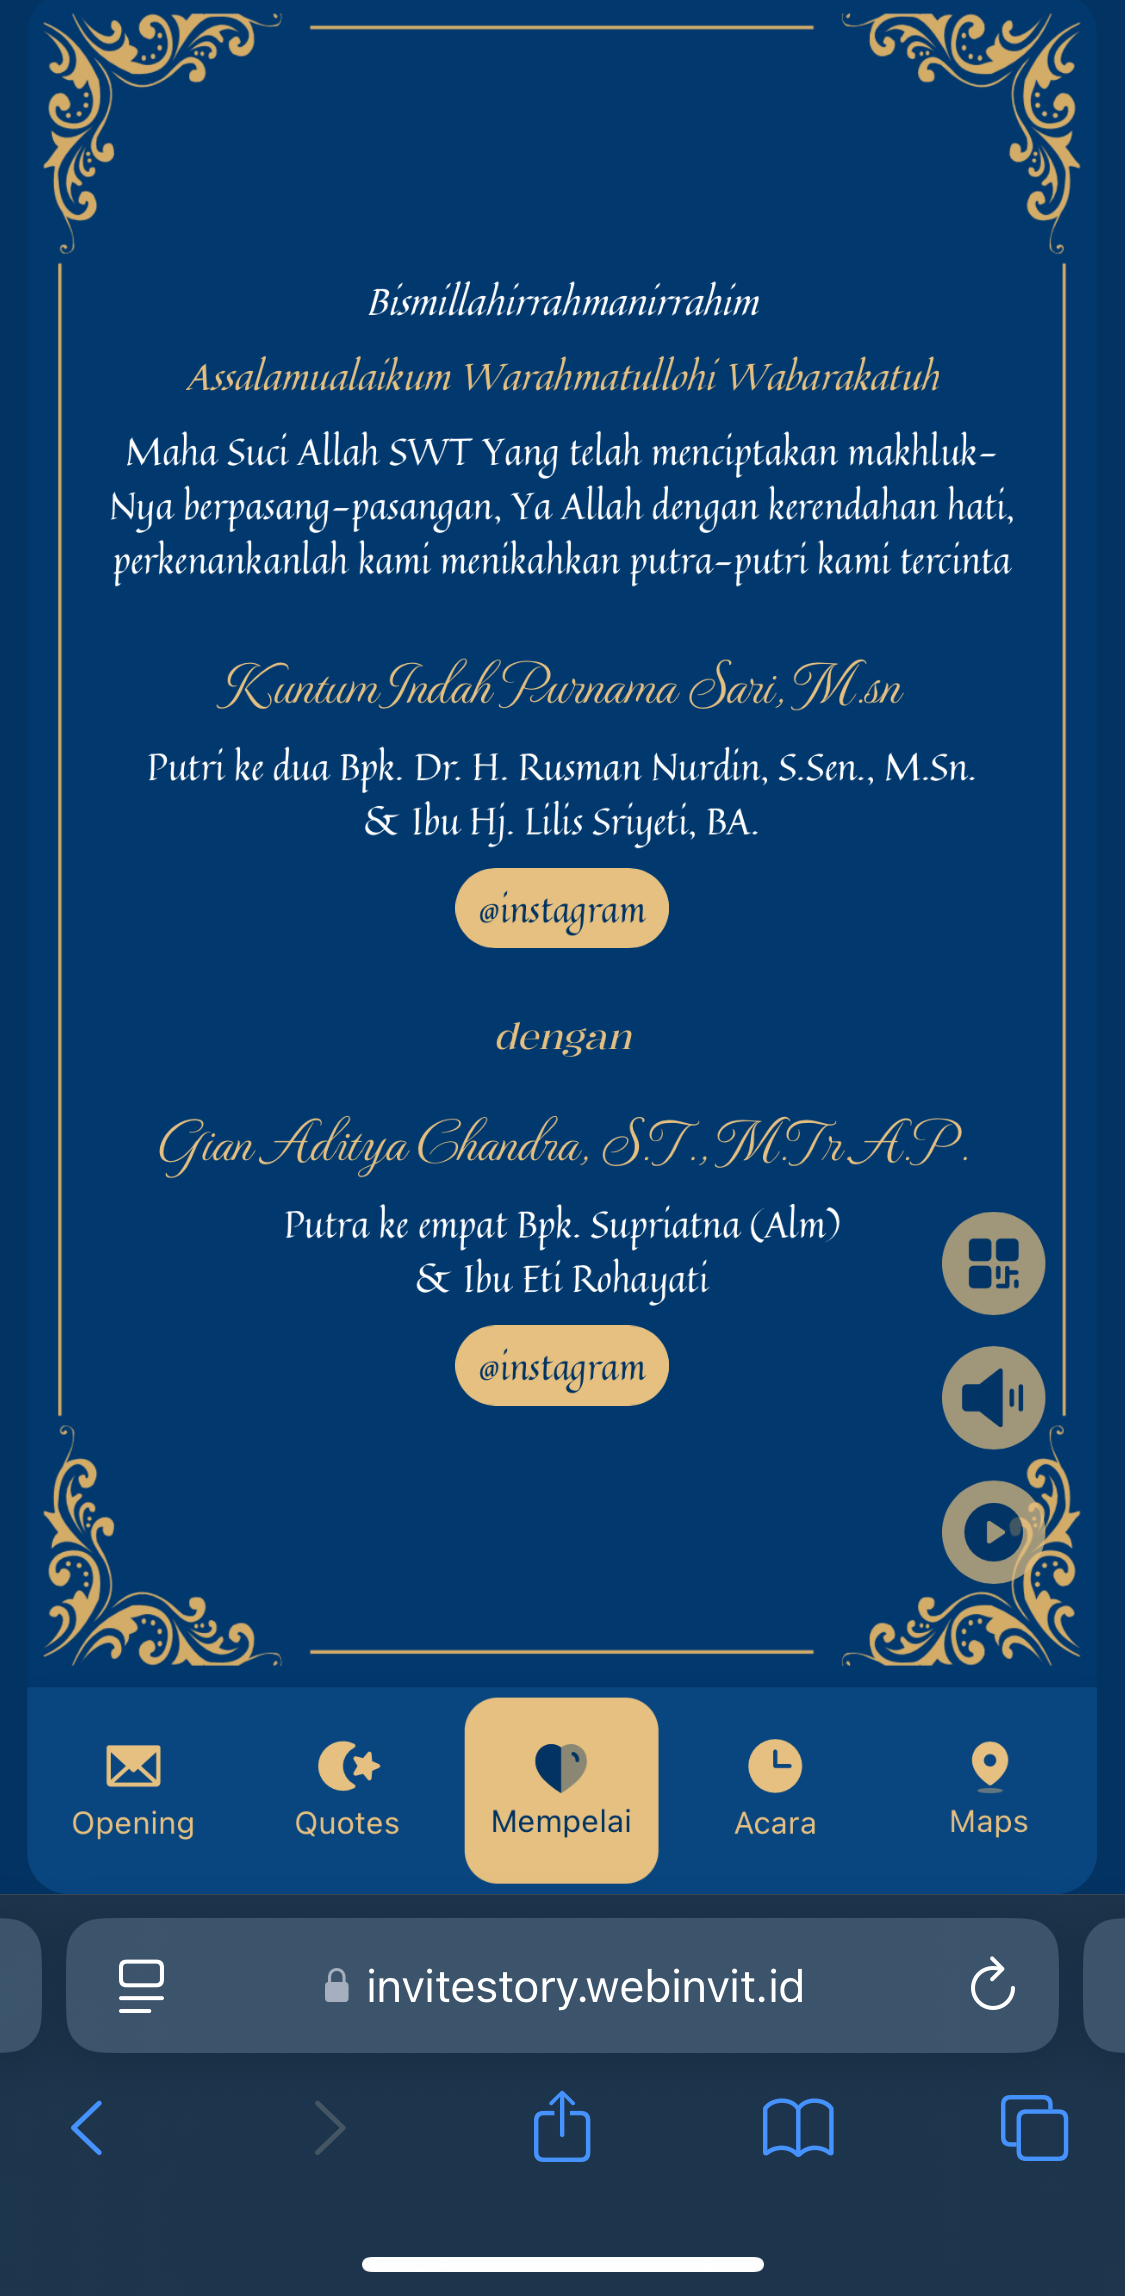 Bismillahirrahmanirrahim
Assalamualaikum Warahmatullohi Wabarakatuh
Maha Suci Allah SWT Yang telah menciptakan makhluk-
Nya berpasang-pasangan, Ya Allah dengan kerendahan hati,
perkenankanlah kami menikahkan putra-putri kami tercinta
Kuntum Indah Purnama Sari, M.sn
Putri ke dua Bpk. Dr. H. Rusman Nurdin, S.Sen., M.Sn.
& Ibu Hj. Lilis Sriyeti, BA.
@instagram
dengan
Gian Aditya Chandra, S.T., M.Tr.A.P.
Putra ke empat Bpk. Supriatna (Alm)
& Ibu Eti Rohayati
@instagram
Opening Quotes Mempelai Acara Maps
invitestory.webinvit.id